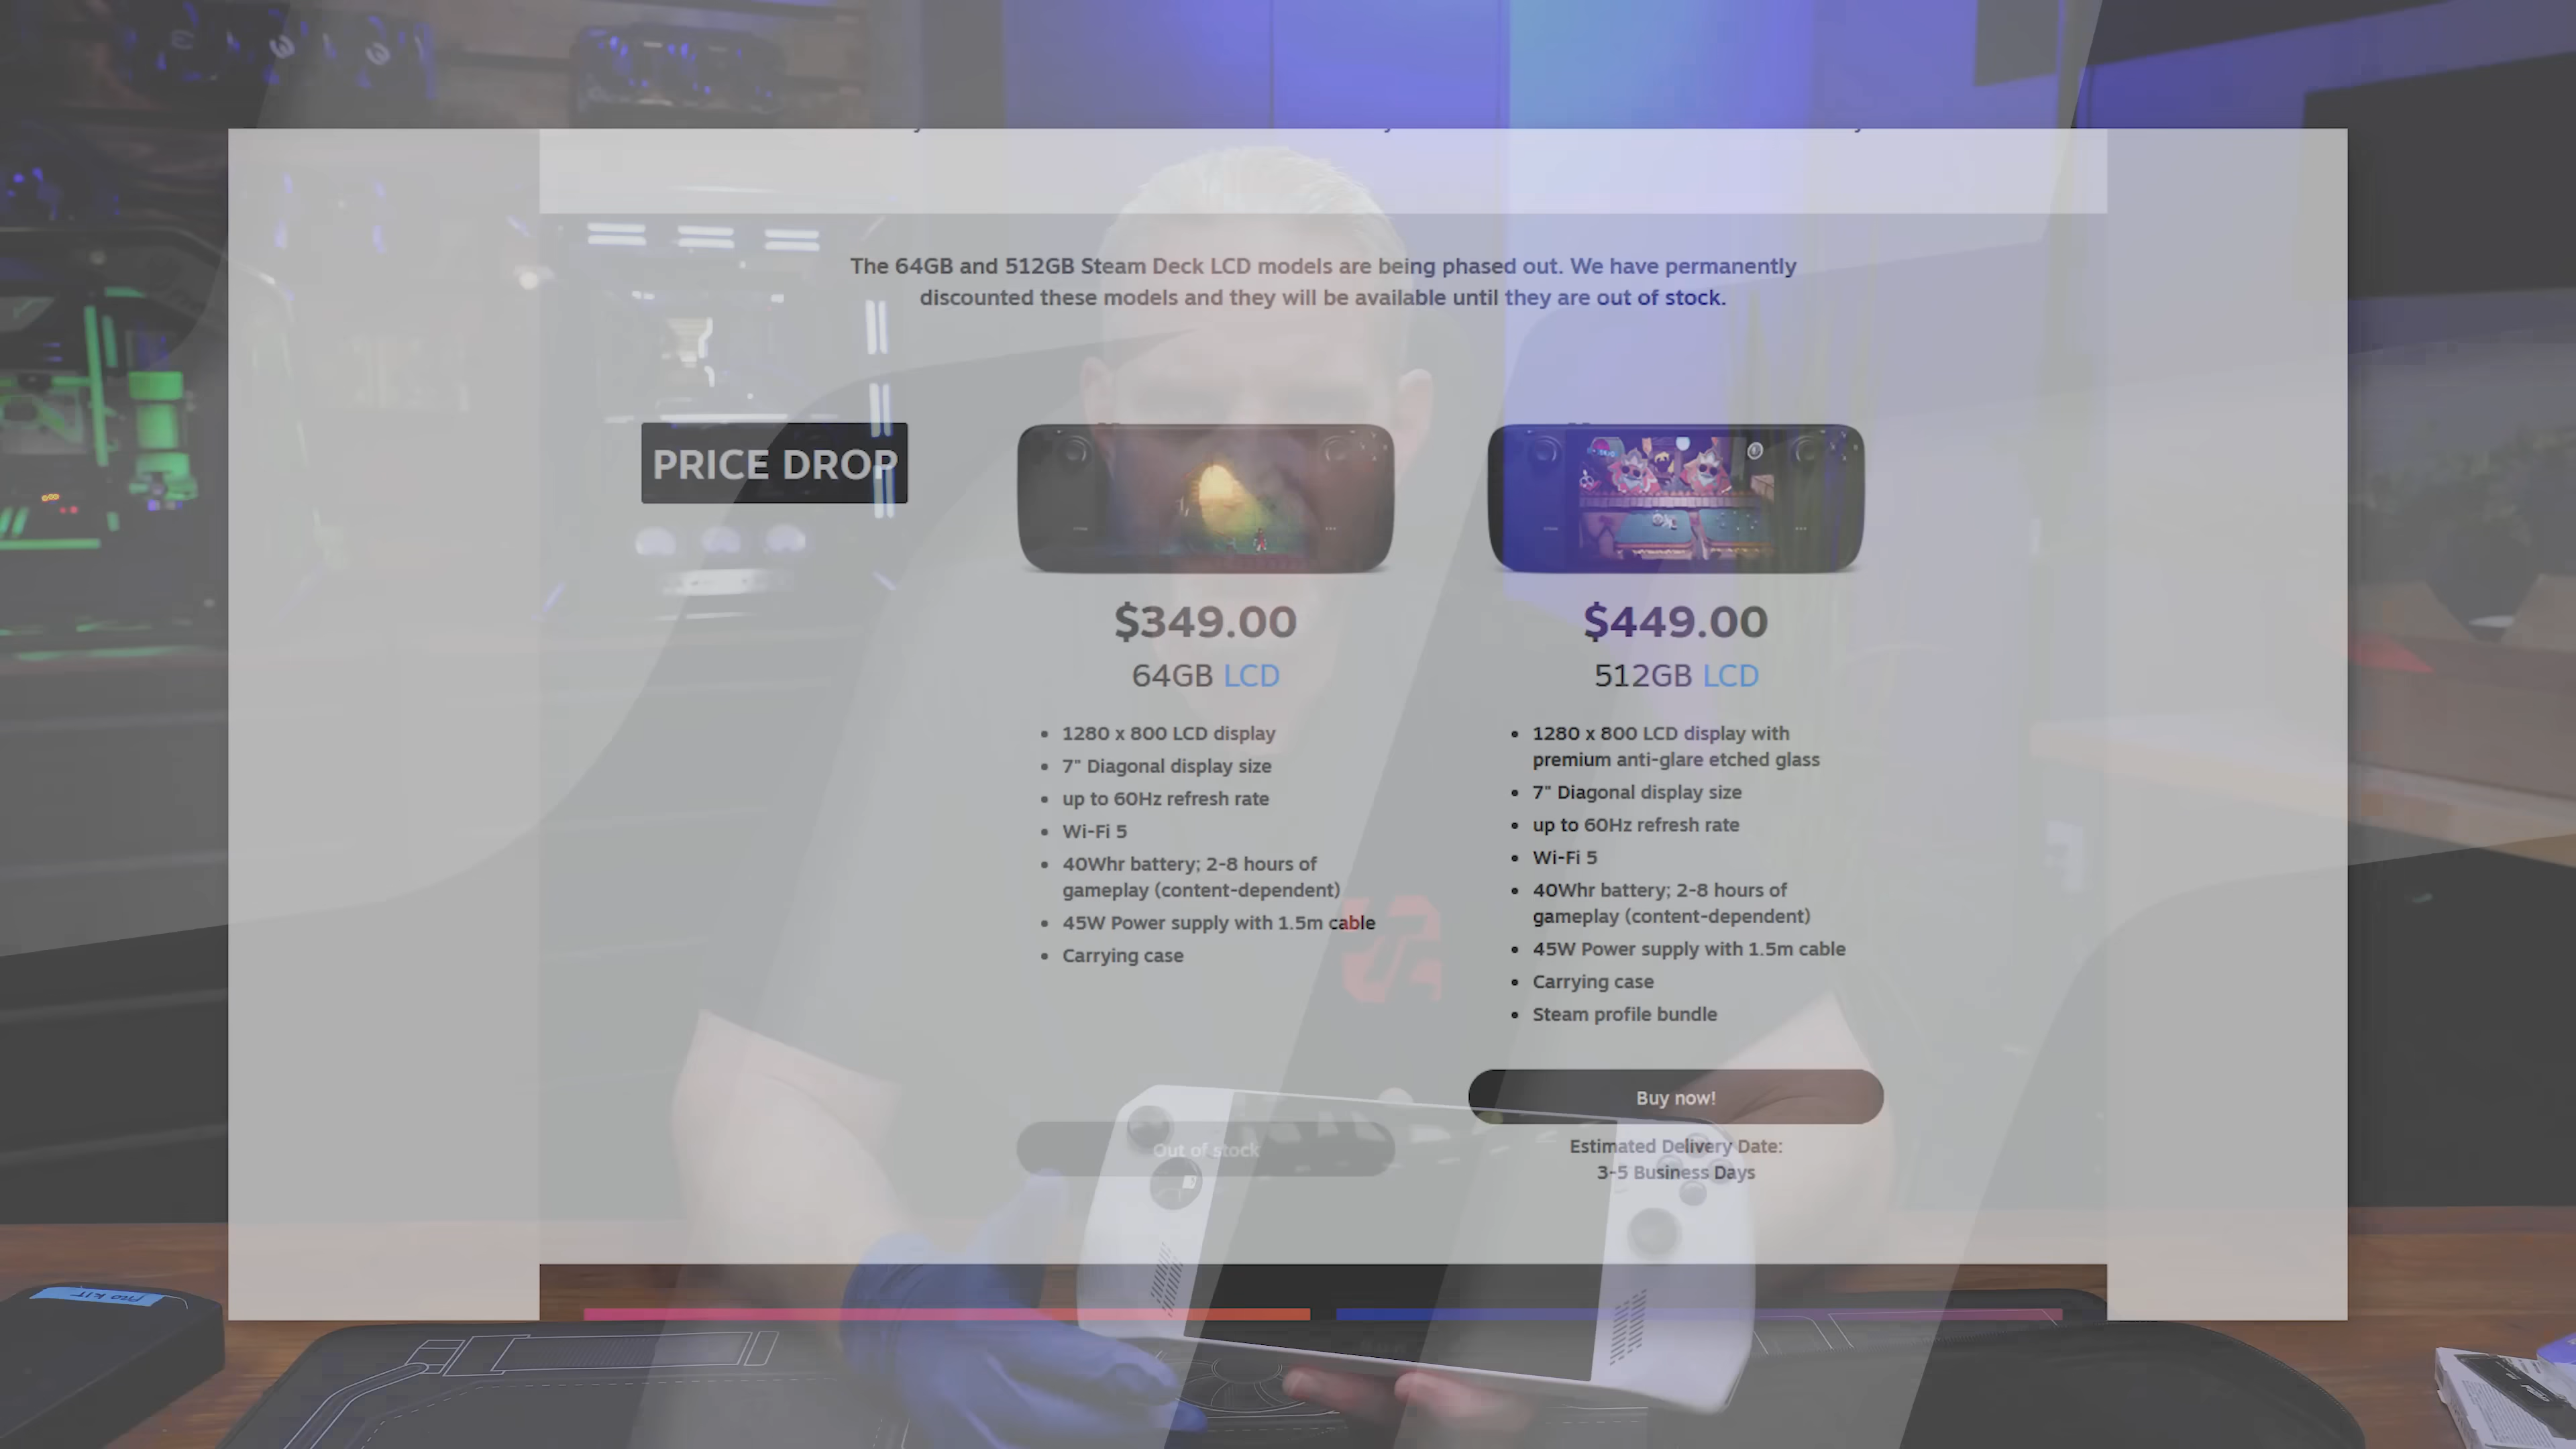 The 64GB and 512GB Steam Deck LCD models are being phased out. We have permanently
discounted these models and they will be available until they are out of stock.
PRICE DROP
$349.00
64GB LCD
1280 x 800 LCD display
7" Diagonal display size
up to 60Hz refresh rate
Wi-Fi 5
40Whr battery; 2-8 hours of
gameplay (content-dependent)
45W Power supply with 1.5m cable
Carrying case
Out of stock
$449.00
512GB LCD
1280 x 800 LCD display with
premium anti-glare etched glass
7" Diagonal display size
up to 60Hz refresh rate
Wi-Fi 5
40Whr battery; 2-8 hours of
gameplay (content-dependent)
45W Power supply with 1.5m cable
Carrying case
Steam profile bundle
Buy now!
Estimated Delivery Date:
3-5 Business Days